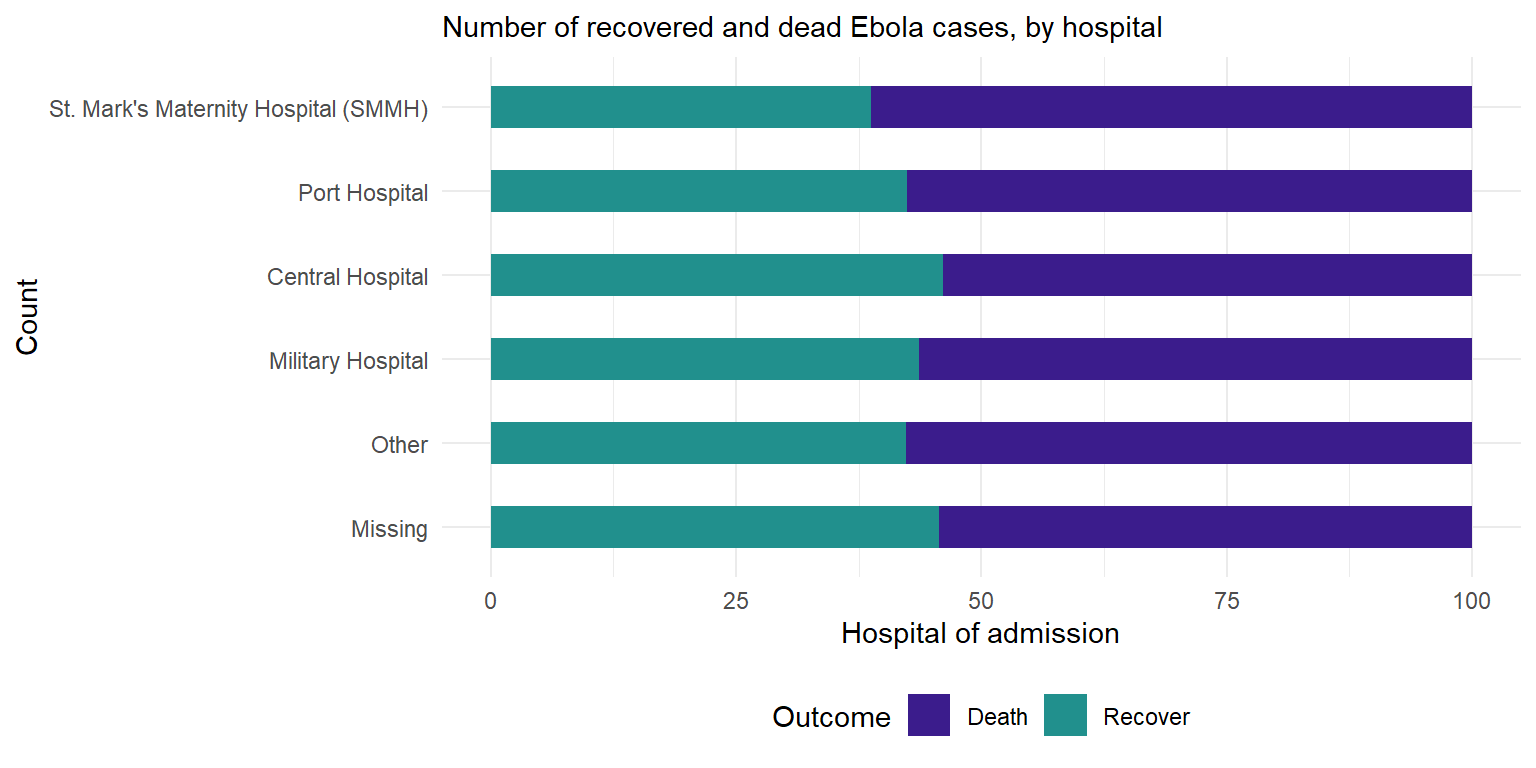 Number of recovered and dead Ebola cases, by hospital
St. Mark's Maternity Hospital (SMMH)
Port Hospital
Central Hospital
Military Hospital
Other
Missing
Count
0 25 50 75 100
Hospital of admission
Outcome Death Recover